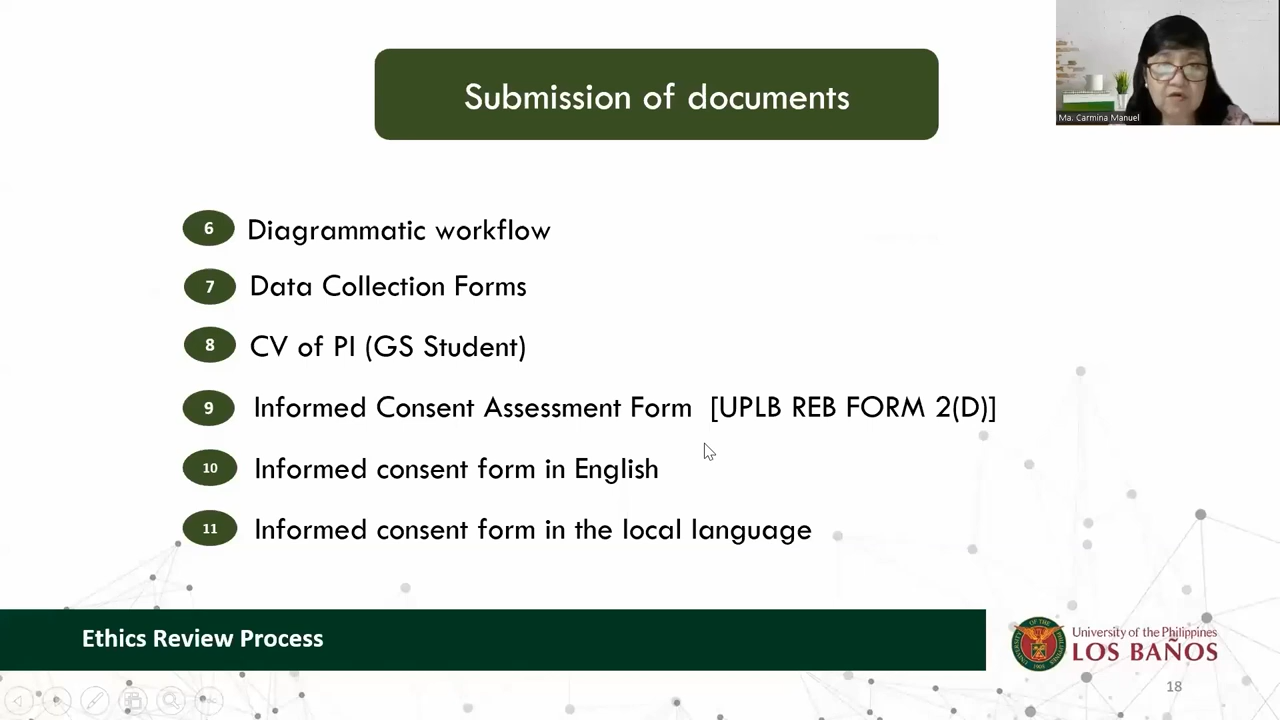 Submission of documents
Ma. Carmina Manuel
6 Diagrammatic workflow
7 Data Collection Forms
8 CV of PI (GS Student)
9 Informed Consent Assessment Form [UPLB REB FORM 2(D)]
10 Informed consent form in English
11 Informed consent form in the local language
Ethics Review Process
University of the Philippines
LOS BAÑOS
18